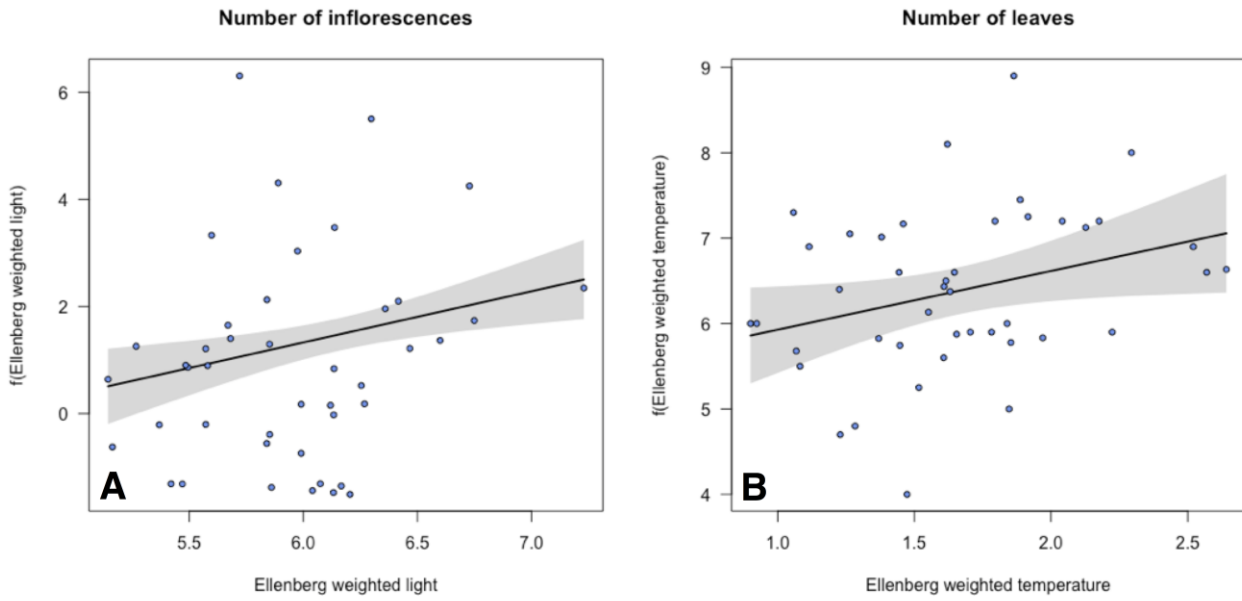 Number of inflorescences
f(Ellenberg weighted light)
6
4
2
0
A
5.5 6.0 6.5 7.0
Ellenberg weighted light
Number of leaves
f(Ellenberg weighted temperature)
9
8
7
6
5
4
B
1.0 1.5 2.0 2.5
Ellenberg weighted temperature